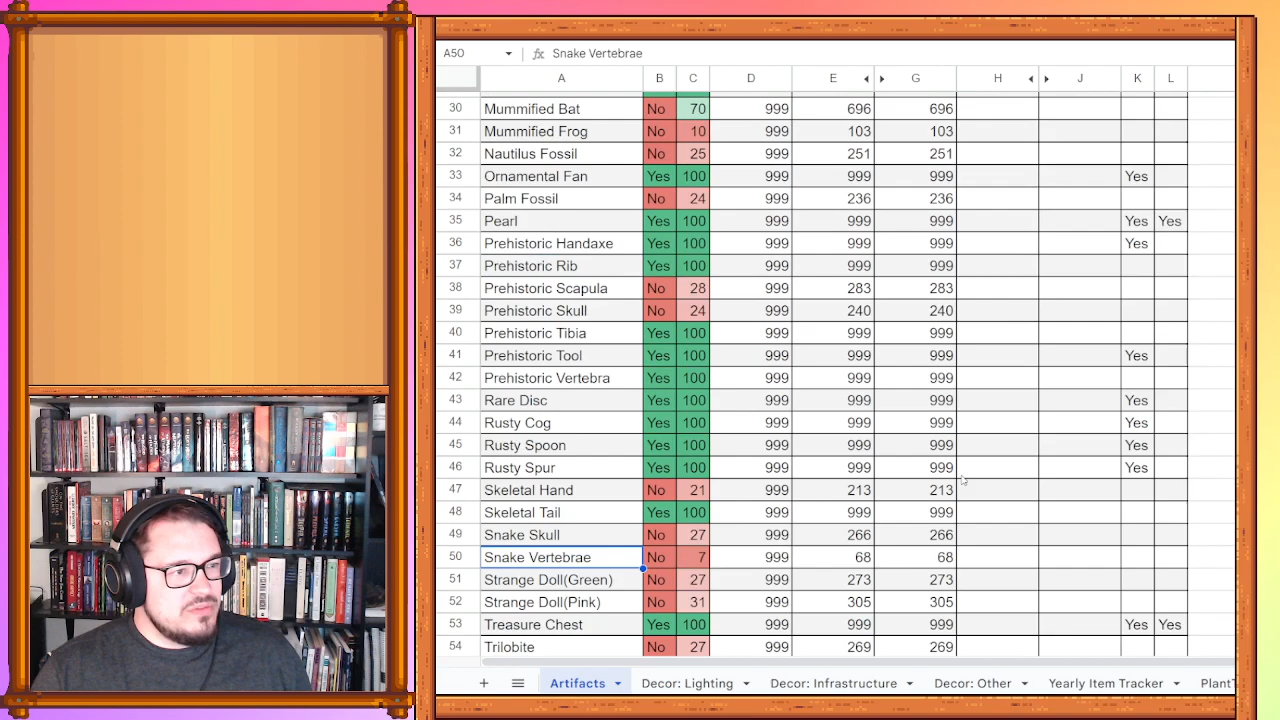 A50 Snake Vertebrae
A B C D E G H J K L
30 Mummified Bat No 70 999 696 696
31 Mummified Frog No 10 999 103 103
32 Nautilus Fossil No 25 999 251 251
33 Ornamental Fan Yes 100 999 999 999 Yes
34 Palm Fossil No 24 999 236 236
35 Pearl Yes 100 999 999 999 Yes Yes
36 Prehistoric Handaxe Yes 100 999 999 999 Yes
37 Prehistoric Rib Yes 100 999 999 999
38 Prehistoric Scapula No 28 999 283 283
39 Prehistoric Skull No 24 999 240 240
40 Prehistoric Tibia Yes 100 999 999 999
41 Prehistoric Tool Yes 100 999 999 999 Yes
42 Prehistoric Vertebra Yes 100 999 999 999
43 Rare Disc Yes 100 999 999 999 Yes
44 Rusty Cog Yes 100 999 999 999 Yes
45 Rusty Spoon Yes 100 999 999 999 Yes
46 Rusty Spur Yes 100 999 999 999 Yes
47 Skeletal Hand No 21 999 213 213
48 Skeletal Tail Yes 100 999 999 999
49 Snake Skull No 27 999 266 266
50 Snake Vertebrae No 7 999 68 68
51 Strange Doll(Green) No 27 999 273 273
52 Strange Doll(Pink) No 31 999 305 305
53 Treasure Chest Yes 100 999 999 999 Yes Yes
54 Trilobite No 27 999 269 269
Artifacts Decor: Lighting Decor: Infrastructure Decor: Other Yearly Item Tracker Plant